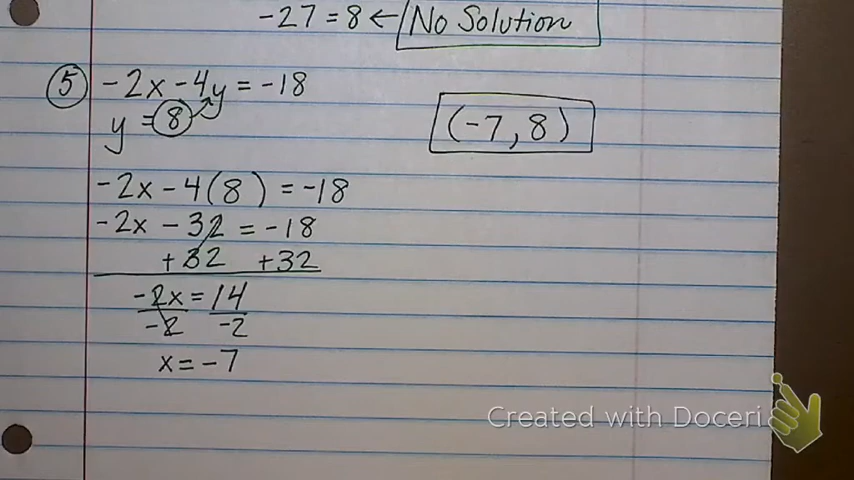 -27 = 8 ← No Solution
5 -2x - 4y = -18
y = 8
(-7, 8)
-2x - 4(8) = -18
-2x - 32 = -18
+32 +32
-2x = 14
-2 -2
x = -7
Created with Doceri